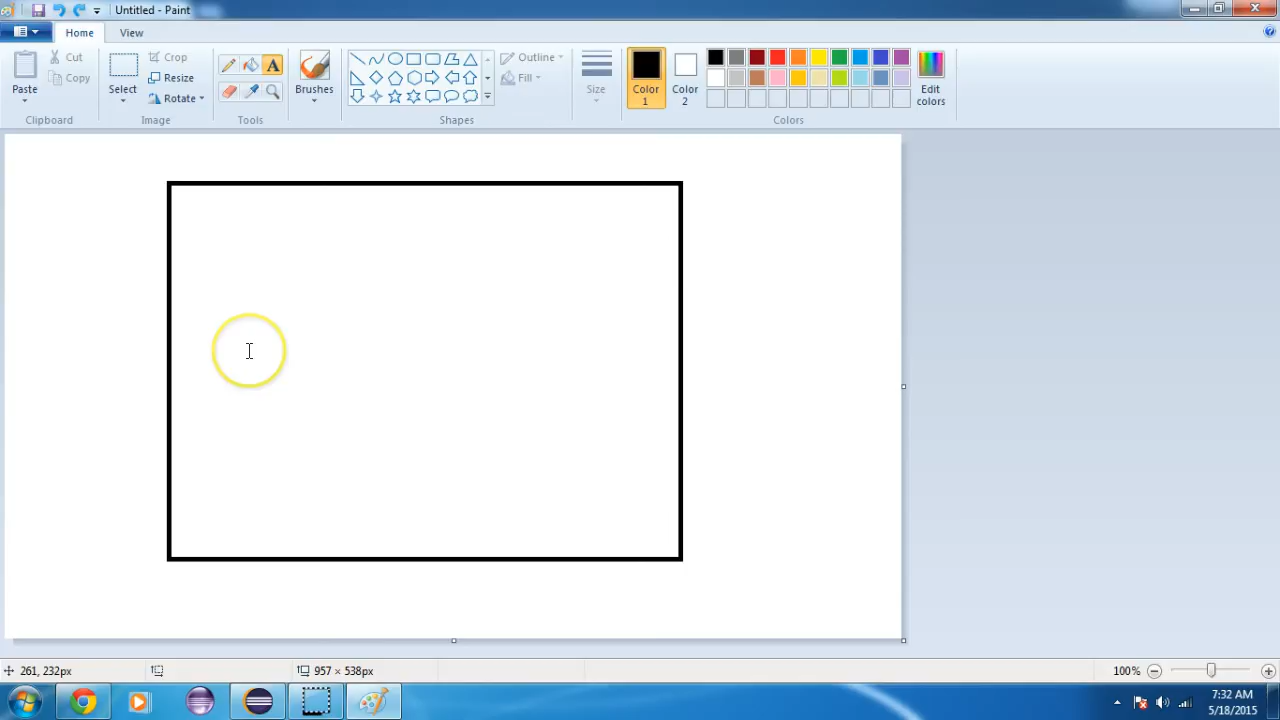 Untitled - Paint
Home
View
Paste
Cut
Copy
Clipboard
Select
Crop
Resize
Rotate
Image
A
Tools
Brushes
Outline
Fill
Shapes
Size
Color 1
Color 2
Edit colors
Colors
261, 232px
957 × 538px
100%
7:32 AM
5/18/2015